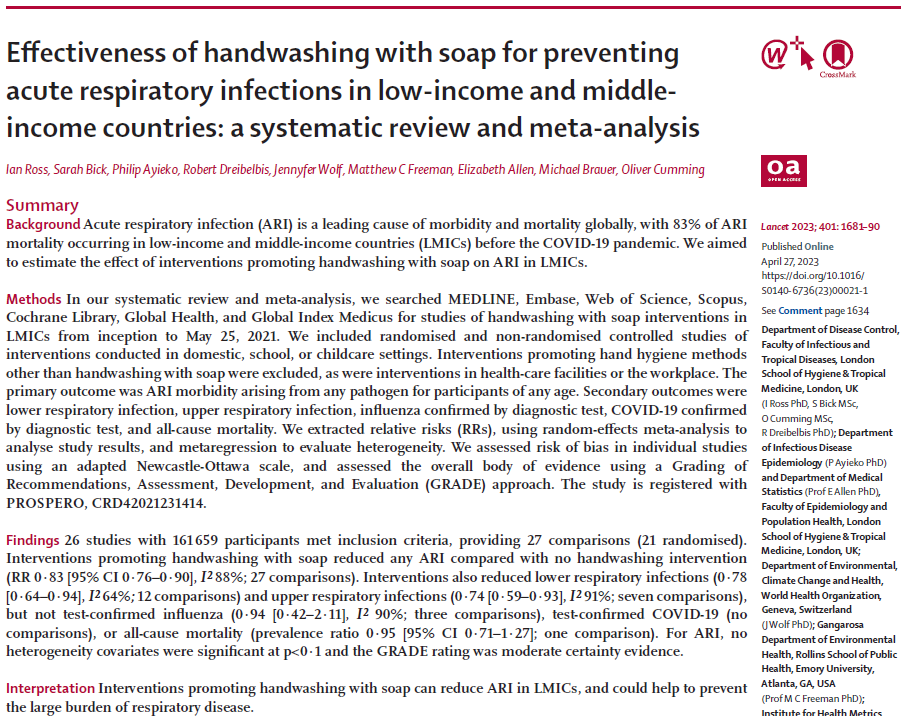 Effectiveness of handwashing with soap for preventing
acute respiratory infections in low-income and middle-
income countries: a systematic review and meta-analysis
Ian Ross, Sarah Bick, Philip Ayieko, Robert Dreibelbis, Jennyfer Wolf, Matthew C Freeman, Elizabeth Allen, Michael Brauer, Oliver Cumming
Summary
Background Acute respiratory infection (ARI) is a leading cause of morbidity and mortality globally, with 83% of ARI
mortality occurring in low-income and middle-income countries (LMICs) before the COVID-19 pandemic. We aimed
to estimate the effect of interventions promoting handwashing with soap on ARI in LMICs.
Methods In our systematic review and meta-analysis, we searched MEDLINE, Embase, Web of Science, Scopus,
Cochrane Library, Global Health, and Global Index Medicus for studies of handwashing with soap interventions in
LMICs from inception to May 25, 2021. We included randomised and non-randomised controlled studies of
interventions conducted in domestic, school, or childcare settings. Interventions promoting hand hygiene methods
other than handwashing with soap were excluded, as were interventions in health-care facilities or the workplace. The
primary outcome was ARI morbidity arising from any pathogen for participants of any age. Secondary outcomes were
lower respiratory infection, upper respiratory infection, influenza confirmed by diagnostic test, COVID-19 confirmed
by diagnostic test, and all-cause mortality. We extracted relative risks (RRs), using random-effects meta-analysis to
analyse study results, and metaregression to evaluate heterogeneity. We assessed risk of bias in individual studies
using an adapted Newcastle-Ottawa scale, and assessed the overall body of evidence using a Grading of
Recommendations, Assessment, Development, and Evaluation (GRADE) approach. The study is registered with
PROSPERO, CRD42021231414.
Findings 26 studies with 161 659 participants met inclusion criteria, providing 27 comparisons (21 randomised).
Interventions promoting handwashing with soap reduced any ARI compared with no handwashing intervention
(RR 0·83 [95% CI 0·76–0·90], I² 88%; 27 comparisons). Interventions also reduced lower respiratory infections (0·78
[0·64–0·94], I² 64%; 12 comparisons) and upper respiratory infections (0·74 [0·59–0·93], I² 91%; seven comparisons),
but not test-confirmed influenza (0·94 [0·42–2·11], I² 90%; three comparisons), test-confirmed COVID-19 (no
comparisons), or all-cause mortality (prevalence ratio 0·95 [95% CI 0·71–1·27]; one comparison). For ARI, no
heterogeneity covariates were significant at p<0·1 and the GRADE rating was moderate certainty evidence.
Interpretation Interventions promoting handwashing with soap can reduce ARI in LMICs, and could help to prevent
the large burden of respiratory disease.
W
CrossMark
oa
OPEN ACCESS
Lancet 2023; 401: 1681–90
Published Online
April 27, 2023
https://doi.org/10.1016/
S0140-6736(23)00021-1
See Comment page 1634
Department of Disease Control,
Faculty of Infectious and
Tropical Diseases, London
School of Hygiene & Tropical
Medicine, London, UK
(I Ross PhD, S Bick MSc,
O Cumming MSc,
R Dreibelbis PhD); Department
of Infectious Disease
Epidemiology (P Ayieko PhD)
and Department of Medical
Statistics (Prof E Allen PhD),
Faculty of Epidemiology and
Population Health, London
School of Hygiene & Tropical
Medicine, London, UK;
Department of Environmental,
Climate Change and Health,
World Health Organization,
Geneva, Switzerland
(J Wolf PhD); Gangarosa
Department of Environmental
Health, Rollins School of Public
Health, Emory University,
Atlanta, GA, USA
(Prof M C Freeman PhD);
Institute for Health Metrics